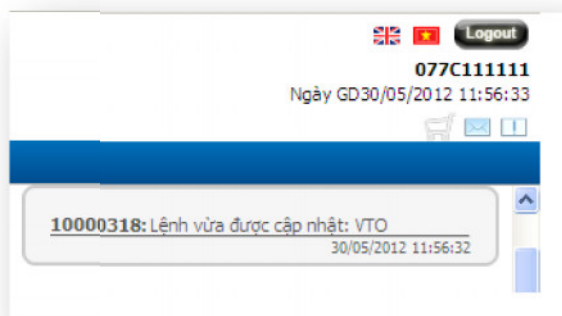 Logout
077C111111
Ngày GD30/05/2012 11:56:33
10000318: Lệnh vừa được cập nhật: VTO
30/05/2012 11:56:32